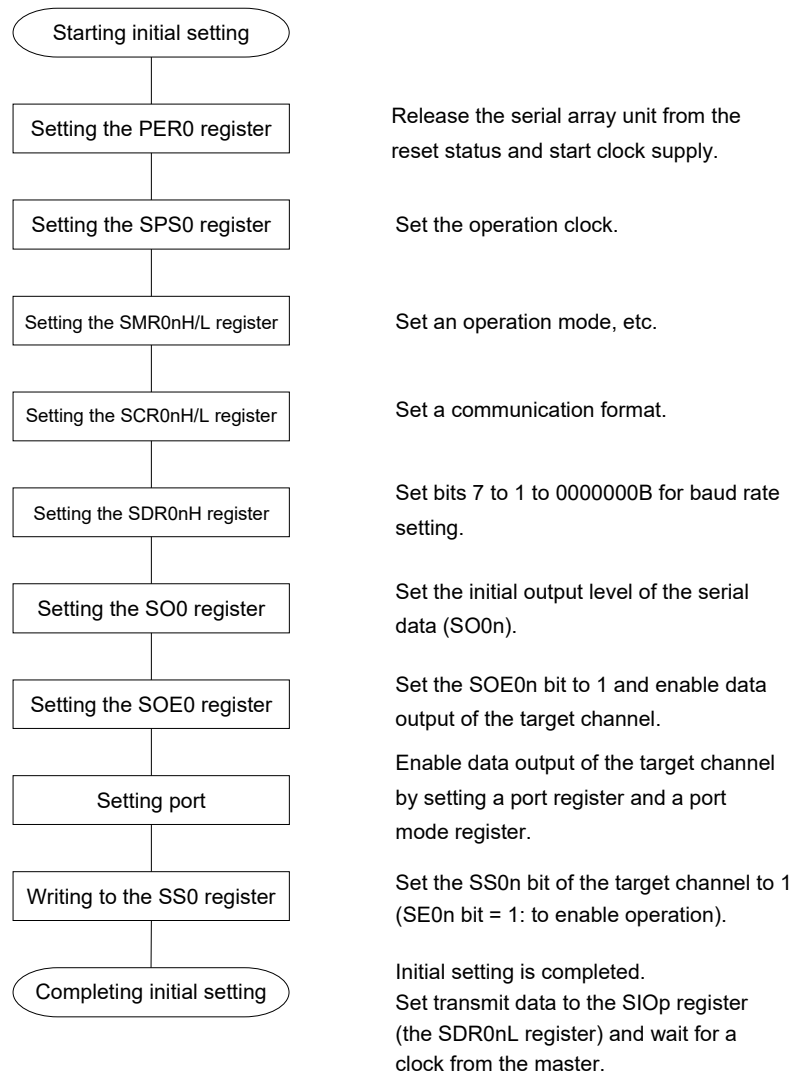 Starting initial setting
Setting the PER0 register
Release the serial array unit from the
reset status and start clock supply.
Setting the SPS0 register
Set the operation clock.
Setting the SMR0nH/L register
Set an operation mode, etc.
Setting the SCR0nH/L register
Set a communication format.
Setting the SDR0nH register
Set bits 7 to 1 to 0000000B for baud rate
setting.
Setting the SO0 register
Set the initial output level of the serial
data (SO0n).
Setting the SOE0 register
Set the SOE0n bit to 1 and enable data
output of the target channel.
Setting port
Enable data output of the target channel
by setting a port register and a port
mode register.
Writing to the SS0 register
Set the SS0n bit of the target channel to 1
(SE0n bit = 1: to enable operation).
Completing initial setting
Initial setting is completed.
Set transmit data to the SIOp register
(the SDR0nL register) and wait for a
clock from the master.